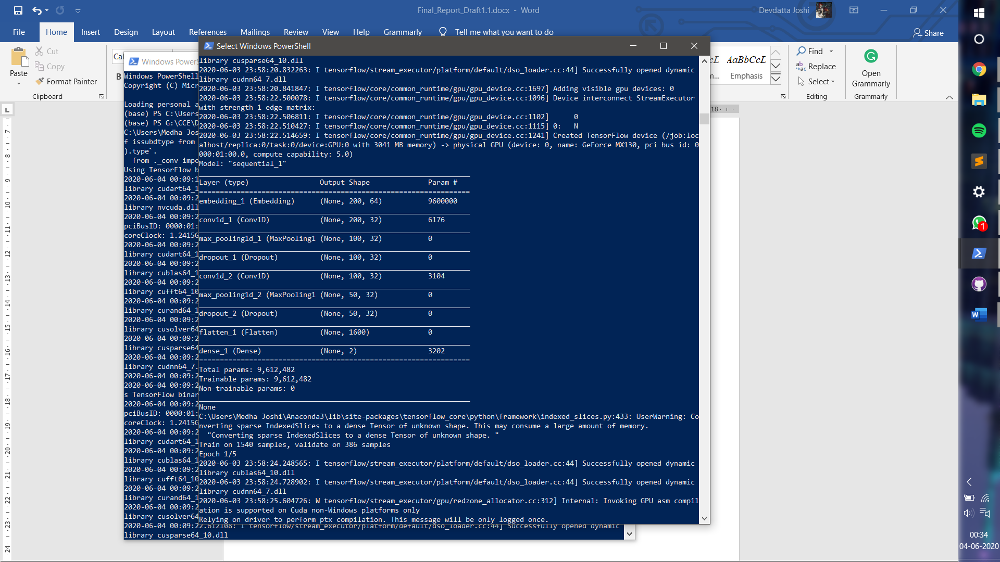 Final_Report_Draft1.1.docx - Word
Devdatta Joshi
File Home Insert Design Layout References Mailings Review View Help Grammarly Tell me what you want to do
Share
Paste
Cut
Copy
Format Painter
Clipboard
Cal
B
AaBbCcL
Emphasis
Find
Replace
Select
Editing
Open
Grammarly
Grammarly
L
18
7
8
9
10
11
12
13
14
15
16
17
18
19
20
21
22
23
24
Windows PowerS
Windows PowerShell
Copyright (C) Micr
Loading personal a
(base) PS C:\Users
(base) PS G:\CCE\D
C:\Users\Medha Jos
f issubdtype from
).type`.
from ._conv impo
Using TensorFlow b
2020-06-04 00:09:1
library cudart64_1
2020-06-04 00:09:2
library nvcuda.dll
2020-06-04 00:09:2
pciBusID: 0000:01:
coreClock: 1.2415G
2020-06-04 00:09:2
library cudart64_1
2020-06-04 00:09:2
library cublas64_1
2020-06-04 00:09:2
library cufft64_10
2020-06-04 00:09:2
library curand64_1
2020-06-04 00:09:2
library cusolver64
2020-06-04 00:09:2
library cusparse64
2020-06-04 00:09:2
library cudnn64_7.
2020-06-04 00:09:2
2020-06-04 00:09:2
s TensorFlow binar
2020-06-04 00:09:2
pciBusID: 0000:01:
coreClock: 1.2415G
2020-06-04 00:09:2
library cudart64_1
2020-06-04 00:09:2
library cublas64_1
2020-06-04 00:09:2
library cufft64_10
2020-06-04 00:09:2
library curand64_1
2020-06-04 00:09:2
library cusolver64
2020-06-04 00:09:22.612108: I tensorflow/stream_executor/platform/default/dso_loader.cc:44] Successfully opened dynamic
library cusparse64_10.dll
Select Windows PowerShell
library cusparse64_10.dll
2020-06-03 23:58:20.832263: I tensorflow/stream_executor/platform/default/dso_loader.cc:44] Successfully opened dynamic
library cudnn64_7.dll
2020-06-03 23:58:20.841847: I tensorflow/core/common_runtime/gpu/gpu_device.cc:1697] Adding visible gpu devices: 0
2020-06-03 23:58:22.500078: I tensorflow/core/common_runtime/gpu/gpu_device.cc:1096] Device interconnect StreamExecutor
with strength 1 edge matrix:
2020-06-03 23:58:22.506811: I tensorflow/core/common_runtime/gpu/gpu_device.cc:1102] 0
2020-06-03 23:58:22.510427: I tensorflow/core/common_runtime/gpu/gpu_device.cc:1115] 0: N
2020-06-03 23:58:22.514659: I tensorflow/core/common_runtime/gpu/gpu_device.cc:1241] Created TensorFlow device (/job:loc
alhost/replica:0/task:0/device:GPU:0 with 3041 MB memory) -> physical GPU (device: 0, name: GeForce MX130, pci bus id: 0
000:01:00.0, compute capability: 5.0)
Model: "sequential_1"
Layer (type) Output Shape Param #
embedding_1 (Embedding) (None, 200, 64) 9600000
conv1d_1 (Conv1D) (None, 200, 32) 6176
max_pooling1d_1 (MaxPooling1 (None, 100, 32) 0
dropout_1 (Dropout) (None, 100, 32) 0
conv1d_2 (Conv1D) (None, 100, 32) 3104
max_pooling1d_2 (MaxPooling1 (None, 50, 32) 0
dropout_2 (Dropout) (None, 50, 32) 0
flatten_1 (Flatten) (None, 1600) 0
dense_1 (Dense) (None, 2) 3202
Total params: 9,612,482
Trainable params: 9,612,482
Non-trainable params: 0
None
C:\Users\Medha Joshi\Anaconda3\lib\site-packages\tensorflow_core\python\framework\indexed_slices.py:433: UserWarning: Co
nverting sparse IndexedSlices to a dense Tensor of unknown shape. This may consume a large amount of memory.
"Converting sparse IndexedSlices to a dense Tensor of unknown shape. "
Train on 1540 samples, validate on 386 samples
Epoch 1/5
2020-06-03 23:58:24.248565: I tensorflow/stream_executor/platform/default/dso_loader.cc:44] Successfully opened dynamic
library cublas64_10.dll
2020-06-03 23:58:24.728902: I tensorflow/stream_executor/platform/default/dso_loader.cc:44] Successfully opened dynamic
library cudnn64_7.dll
2020-06-03 23:58:25.604726: W tensorflow/stream_executor/gpu/redzone_allocator.cc:312] Internal: Invoking GPU asm compil
ation is supported on Cuda non-Windows platforms only
Relying on driver to perform ptx compilation. This message will be only logged once.
1
00:34
04-06-2020